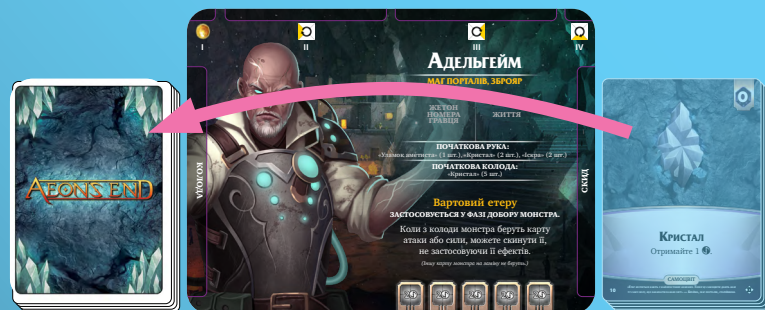 I
II
III
IV
Адельгейм
МАГ ПОРТАЛІВ, ЗБРОЯР
ЖЕТОН
НОМЕРА
ГРАВЦЯ
ЖИТТЯ
ПОЧАТКОВА РУКА:
«Уламок аметиста» (1 шт.), «Кристал» (2 шт.), «Іскра» (2 шт.)
ПОЧАТКОВА КОЛОДА:
«Кристал» (5 шт.)
Вартовий етеру
ЗАСТОСОВУЄТЬСЯ У ФАЗІ ДОБОРУ МОНСТРА.
Коли з колоди монстра беруть карту
атаки або сили, можете скинути її,
не застосовуючи її ефектів.
(Іншу карту монстра на заміну не беруть.)
КОЛОДА
СКИД
AEON'S END
Кристал
Отримайте 1
САМОЦВІТ